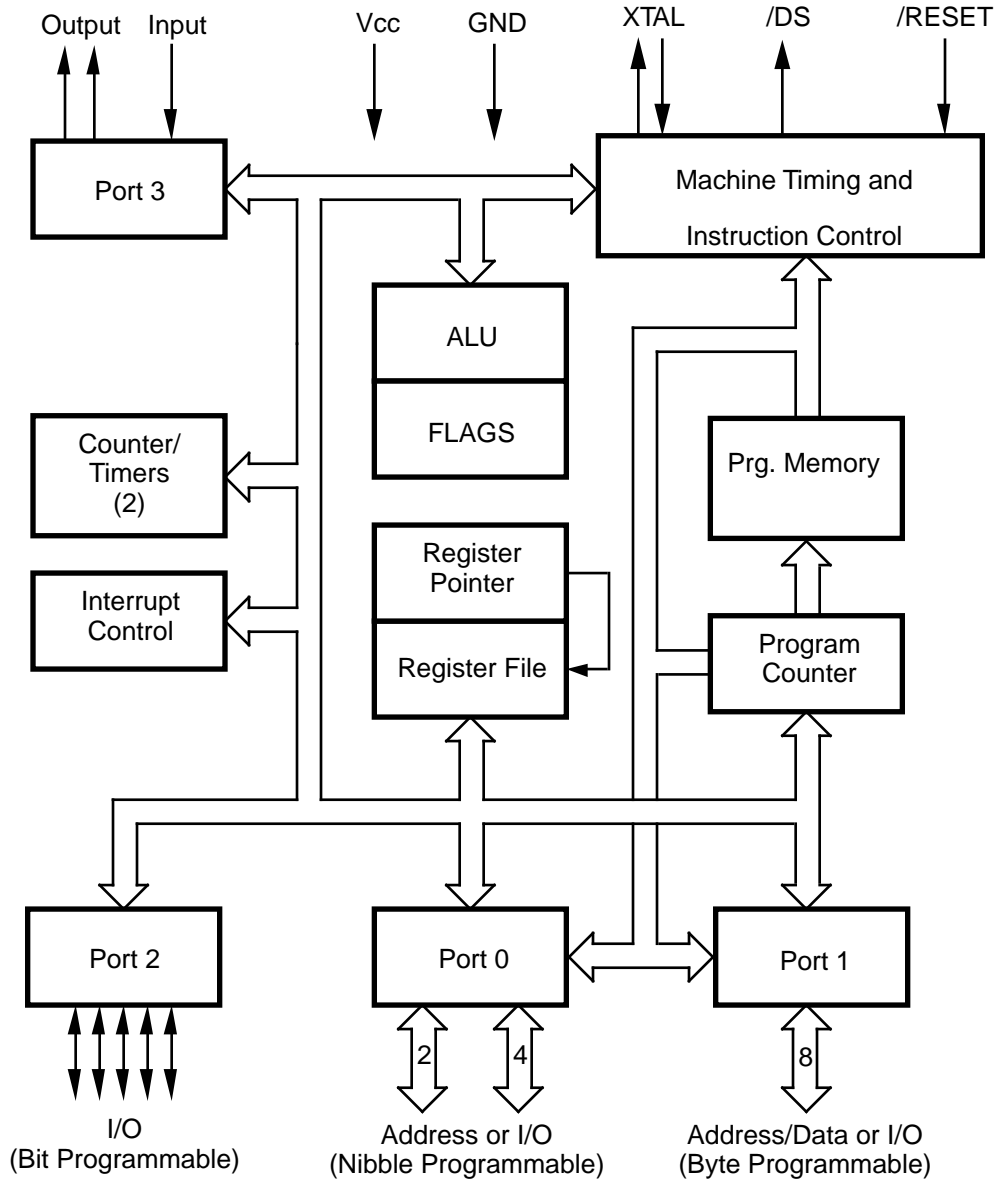 Output
Input
Vcc
GND
XTAL
/DS
/RESET
Port 3
Machine Timing and
Instruction Control
ALU
FLAGS
Counter/
Timers
(2)
Prg. Memory
Register
Pointer
Interrupt
Control
Register File
Program
Counter
Port 2
Port 0
Port 1
2
4
8
I/O
(Bit Programmable)
Address or I/O
(Nibble Programmable)
Address/Data or I/O
(Byte Programmable)